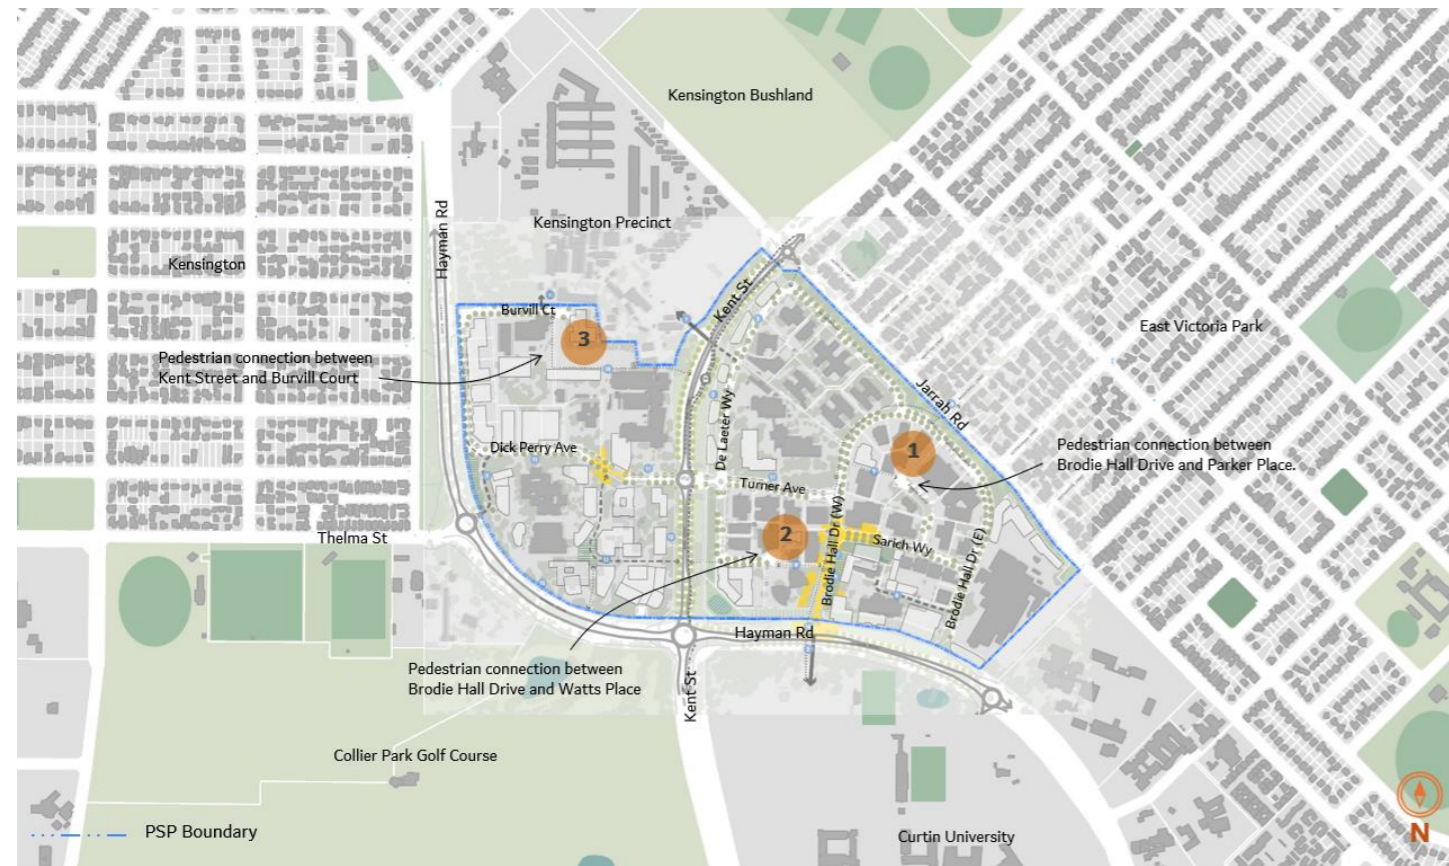 Kensington Bushland
Hayman Rd
Kensington Precinct
Kensington
Kent St
Burvill Ct
East Victoria Park
3
Pedestrian connection between
Kent Street and Burvill Court
Jarrah Rd
De Laeter Wy
Dick Perry Ave
1
Pedestrian connection between
Brodie Hall Drive and Parker Place.
Turner Ave
Thelma St
2
Brodie Hall Dr (W)
Sarich Wy
Brodie Hall Dr (E)
Hayman Rd
Pedestrian connection between
Brodie Hall Drive and Watts Place
Kent St
Collier Park Golf Course
PSP Boundary
Curtin University
N